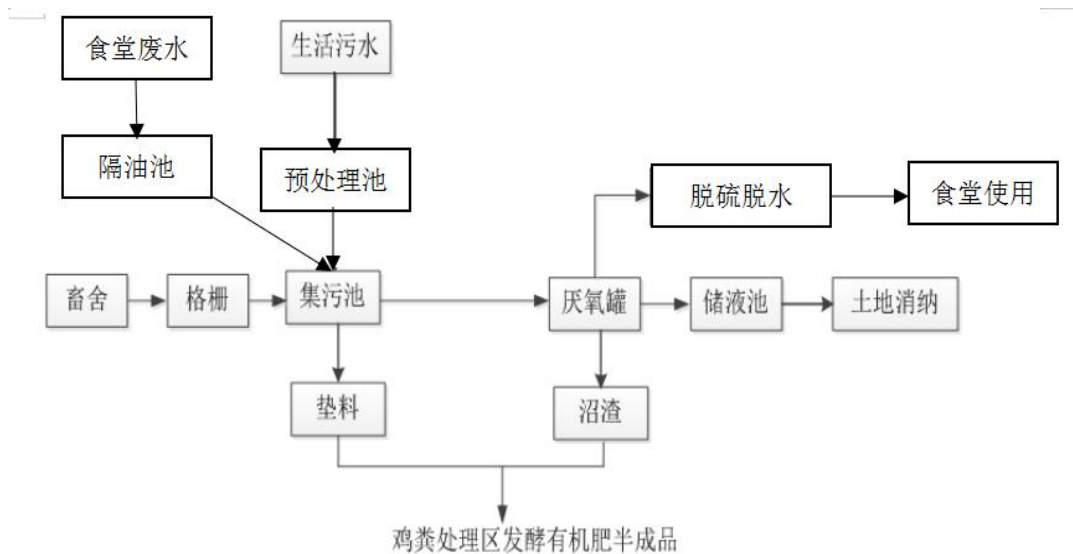 食堂废水
生活污水
隔油池
预处理池
脱硫脱水
食堂使用
畜舍
格栅
集污池
厌氧罐
储液池
土地消纳
垫料
沼渣
鸡粪处理区发酵有机肥半成品